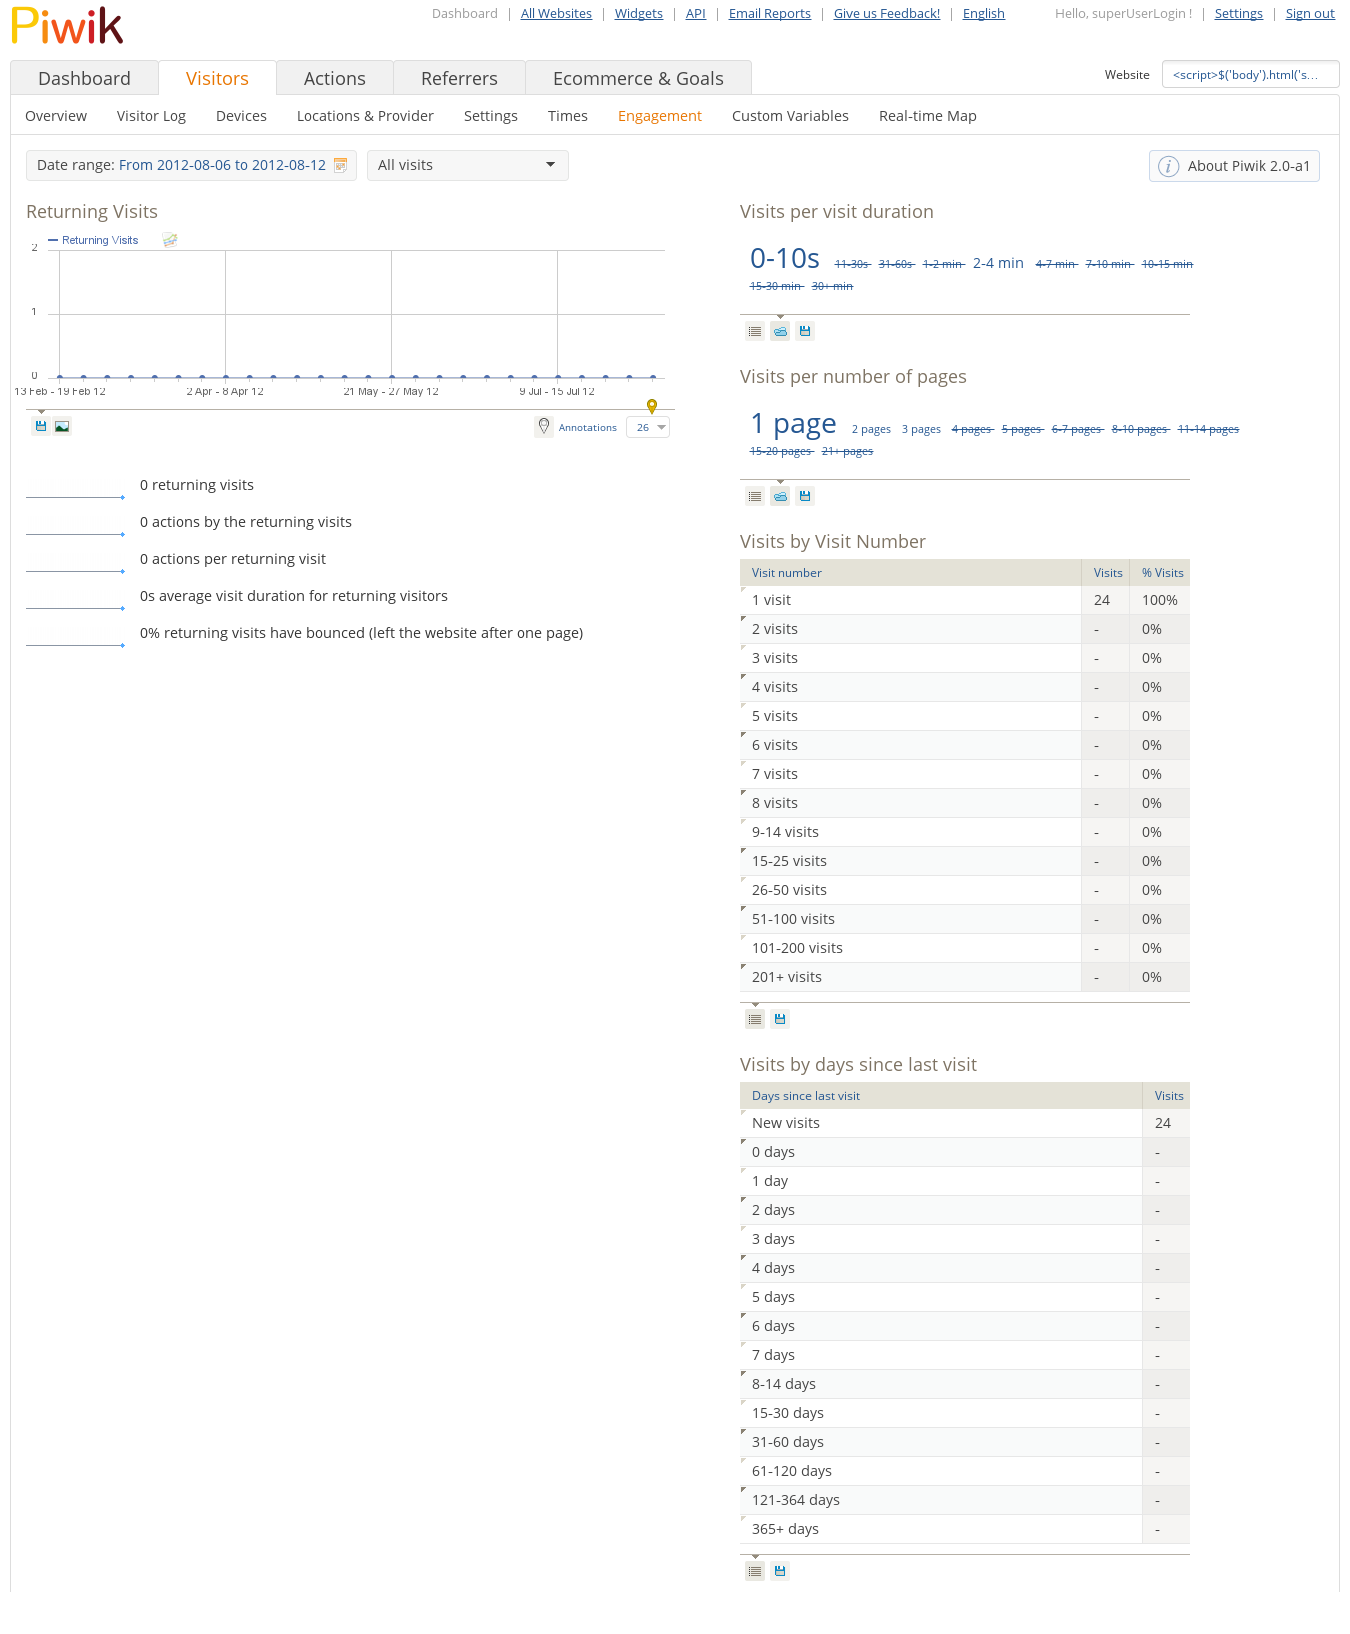 Piwik
Dashboard | All Websites | Widgets | API | Email Reports | Give us Feedback! | English
Hello, superUserLogin ! | Settings | Sign out
Dashboard Visitors Actions Referrers Ecommerce & Goals
Website <script>$('body').html('s...
Overview Visitor Log Devices Locations & Provider Settings Times Engagement Custom Variables Real-time Map
Date range: From 2012-08-06 to 2012-08-12
All visits
About Piwik 2.0-a1
Returning Visits
Returning Visits
2
1
0
13 Feb - 19 Feb 12 2 Apr - 8 Apr 12 21 May - 27 May 12 9 Jul - 15 Jul 12
Annotations 26
0 returning visits
0 actions by the returning visits
0 actions per returning visit
0s average visit duration for returning visitors
0% returning visits have bounced (left the website after one page)
Visits per visit duration
0-10s 11-30s 31-60s 1-2 min 2-4 min 4-7 min 7-10 min 10-15 min
15-30 min 30+ min
Visits per number of pages
1 page 2 pages 3 pages 4 pages 5 pages 6-7 pages 8-10 pages 11-14 pages
15-20 pages 21+ pages
Visits by Visit Number
Visit number Visits % Visits
1 visit 24 100%
2 visits - 0%
3 visits - 0%
4 visits - 0%
5 visits - 0%
6 visits - 0%
7 visits - 0%
8 visits - 0%
9-14 visits - 0%
15-25 visits - 0%
26-50 visits - 0%
51-100 visits - 0%
101-200 visits - 0%
201+ visits - 0%
Visits by days since last visit
Days since last visit Visits
New visits 24
0 days -
1 day -
2 days -
3 days -
4 days -
5 days -
6 days -
7 days -
8-14 days -
15-30 days -
31-60 days -
61-120 days -
121-364 days -
365+ days -